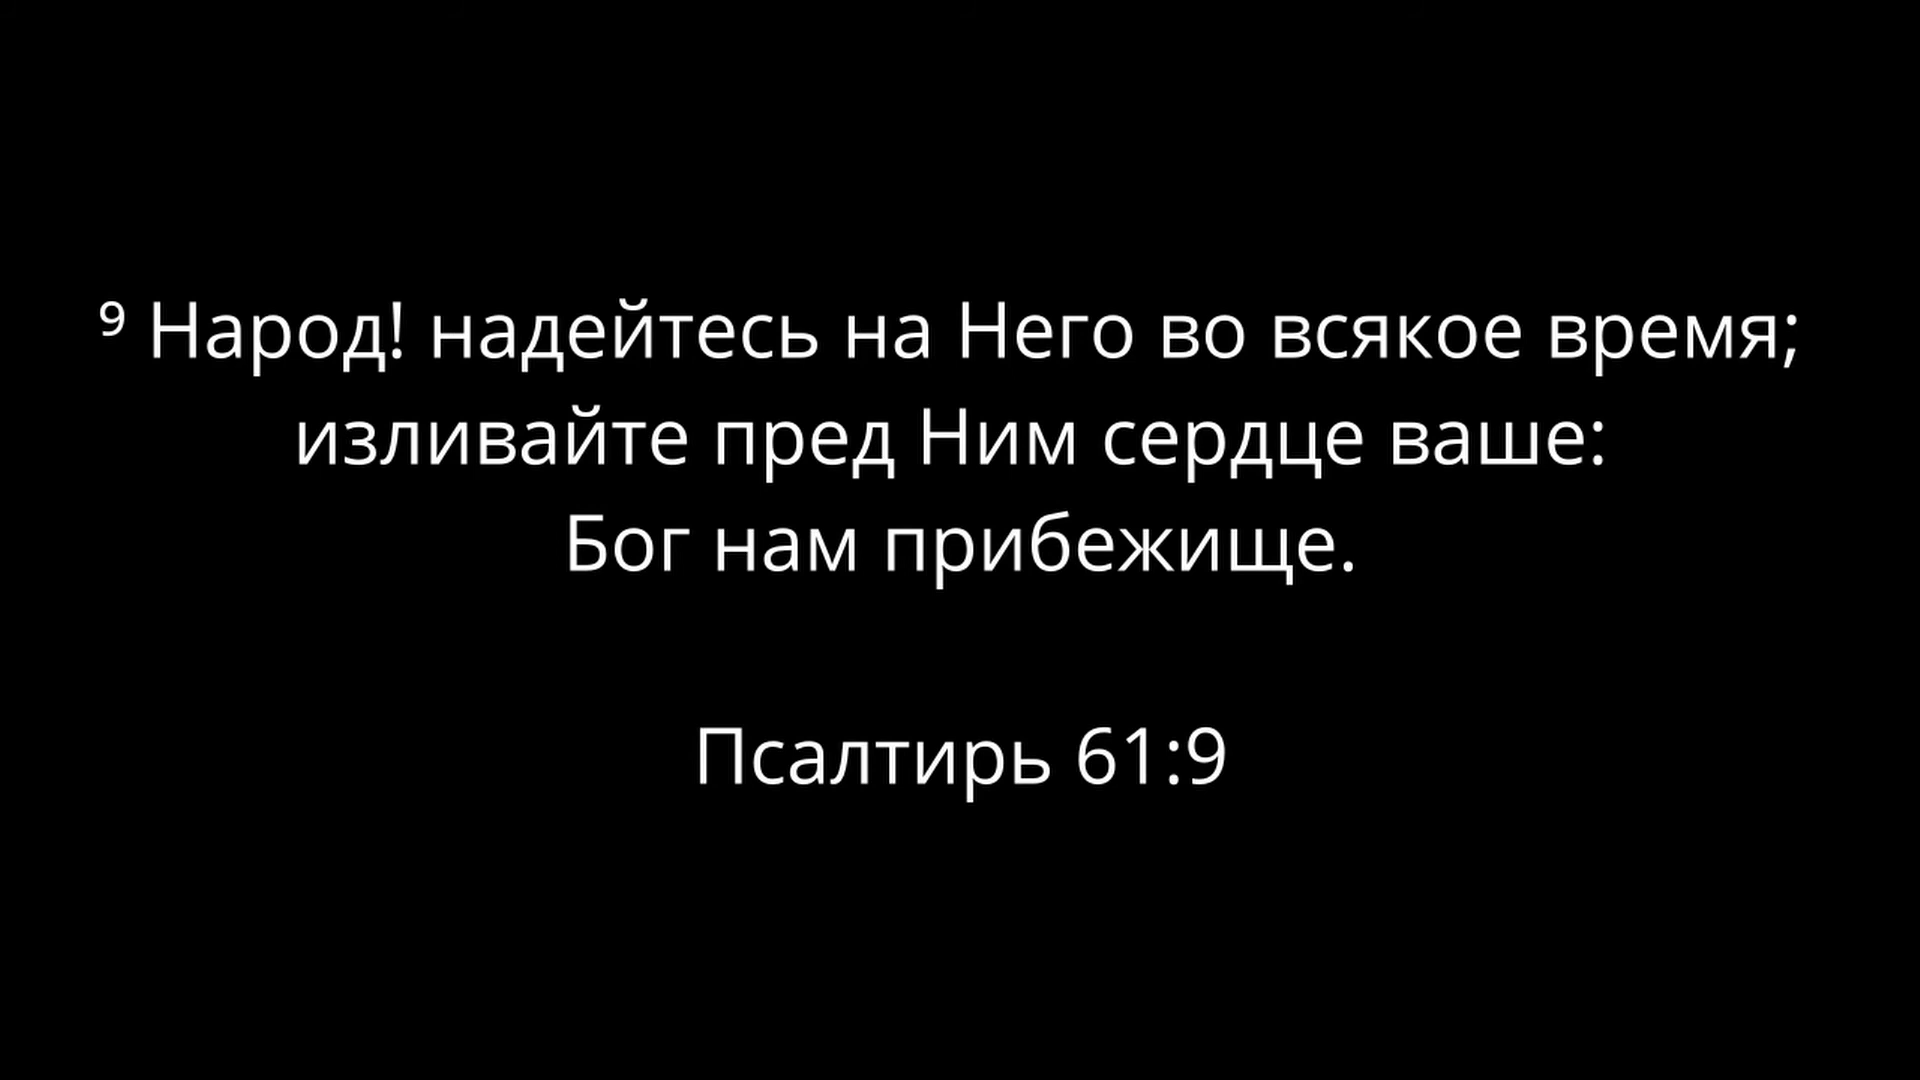 ⁹ Народ! надейтесь на Него во всякое время;
изливайте пред Ним сердце ваше:
Бог нам прибежище.
Псалтирь 61:9